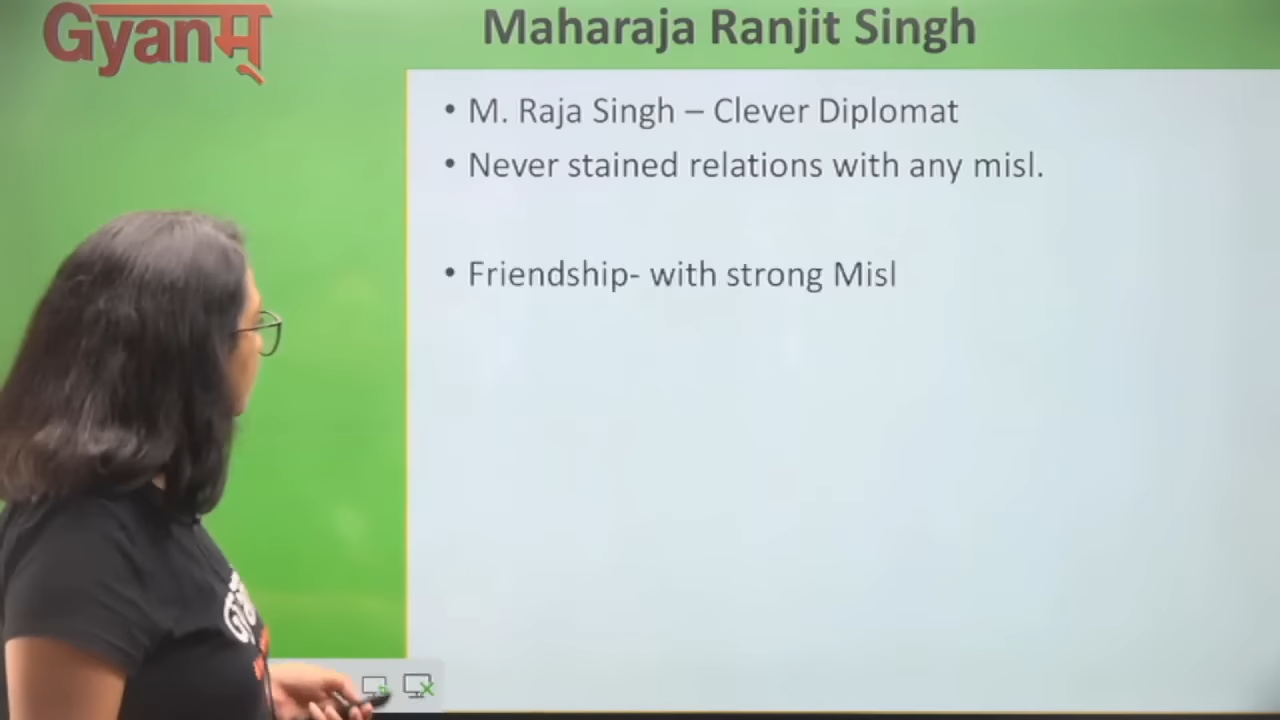 Gyanम्
Maharaja Ranjit Singh
• M. Raja Singh – Clever Diplomat
• Never stained relations with any misl.
• Friendship- with strong Misl